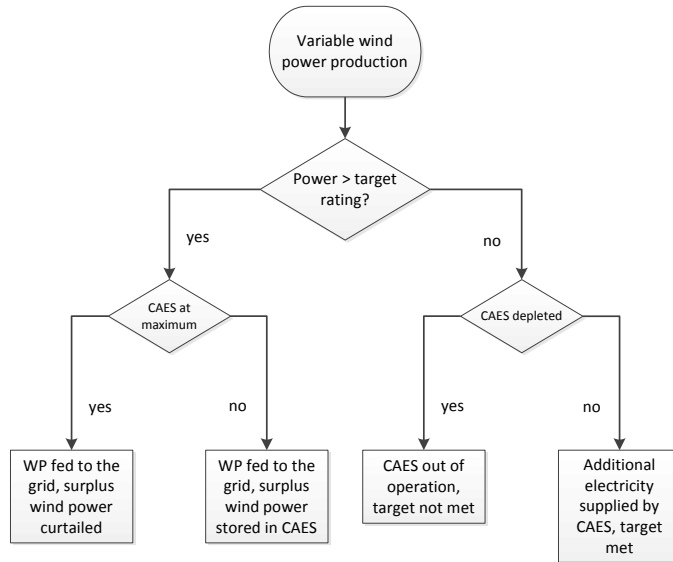 Variable wind
power production
Power > target
rating?
yes
no
CAES at
maximum
CAES depleted
yes
no
yes
no
WP fed to the
grid, surplus
wind power
curtailed
WP fed to the
grid, surplus
wind power
stored in CAES
CAES out of
operation,
target not met
Additional
electricity
supplied by
CAES, target
met